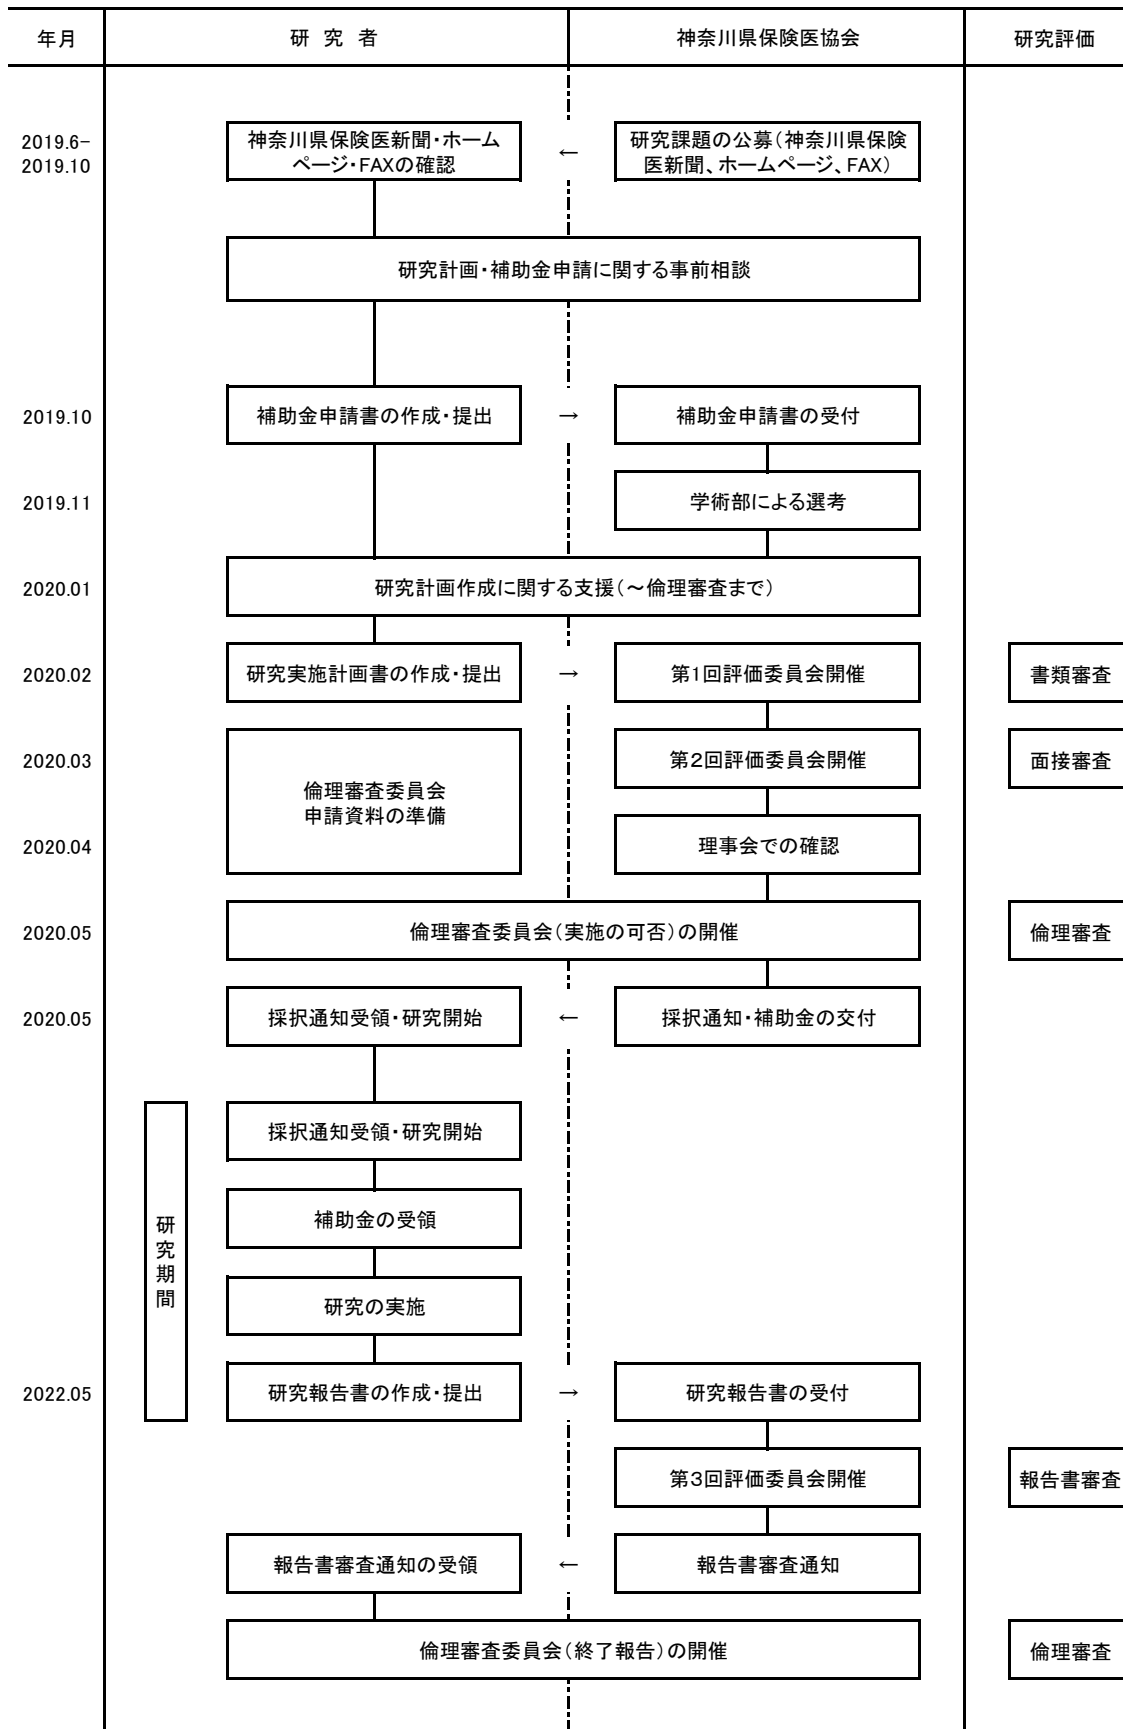 年月
研究者
神奈川県保険医協会
研究評価
2019.6-
2019.10
神奈川県保険医新聞・ホーム
ページ・FAXの確認
←
研究課題の公募（神奈川県保険
医新聞、ホームページ、FAX）
研究計画・補助金申請に関する事前相談
2019.10
補助金申請書の作成・提出
→
補助金申請書の受付
2019.11
学術部による選考
2020.01
研究計画作成に関する支援（～倫理審査まで）
2020.02
研究実施計画書の作成・提出
→
第1回評価委員会開催
書類審査
2020.03
倫理審査委員会
申請資料の準備
第2回評価委員会開催
面接審査
2020.04
理事会での確認
2020.05
倫理審査委員会（実施の可否）の開催
倫理審査
2020.05
採択通知受領・研究開始
←
採択通知・補助金の交付
研究期間
採択通知受領・研究開始
補助金の受領
研究の実施
2022.05
研究報告書の作成・提出
→
研究報告書の受付
第3回評価委員会開催
報告書審査
報告書審査通知の受領
←
報告書審査通知
倫理審査委員会（終了報告）の開催
倫理審査